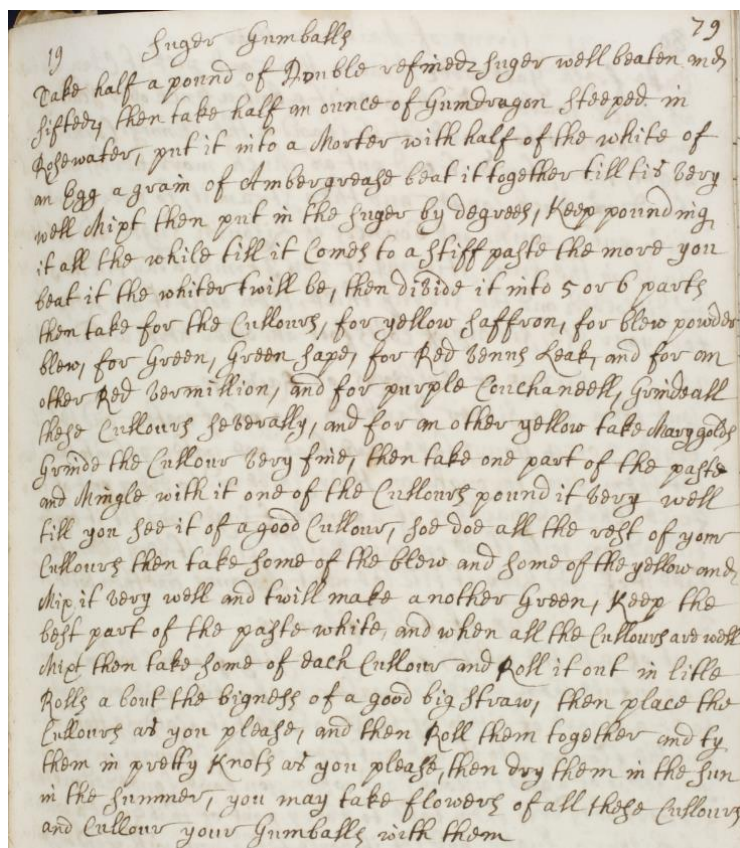 79
19 Suger Gumballs
Take half a pound of Double refined Suger well beaten and
sifted, then take half an ounce of Gumdragon steeped in
Rosewater, put it into a Morter with half of the white of
an Egg a grain of Ambergrease beat it together till tis very
well Mixt then put in the Suger by degrees, Keep pounding
it all the while till it Comes to a stiff paste the more you
beat it the whiter twill be, then divide it into 5 or 6 parts
then take for the Cullours, for yellow saffron, for blew powder
blew, for Green, Green sape, for Red Venus Leak, and for an
other Red Vermillion, and for purple Couchaneell, Grinde all
these Cullours severally, and for an other yellow take Marygolds
Grinde the Cullour very fine, then take one part of the paste
and Mingle with it one of the Cullours pound it very well
till you see it of a good Cullour, soe doe all the rest of your
Cullours then take some of the blew and some of the yellow and
Mix it very well and twill make another Green, Keep the
best part of the paste white, and when all the Cullours are well
Mixt then take some of each Cullour and Roll it out in litle
Rolls a bout the bigness of a good big straw, then place the
Cullours as you please, and then Roll them together and ty
them in pretty Knots as you please, then dry them in the sun
in the summer, you may take flowers of all these Cullours
and Cullour your Gumballs with them